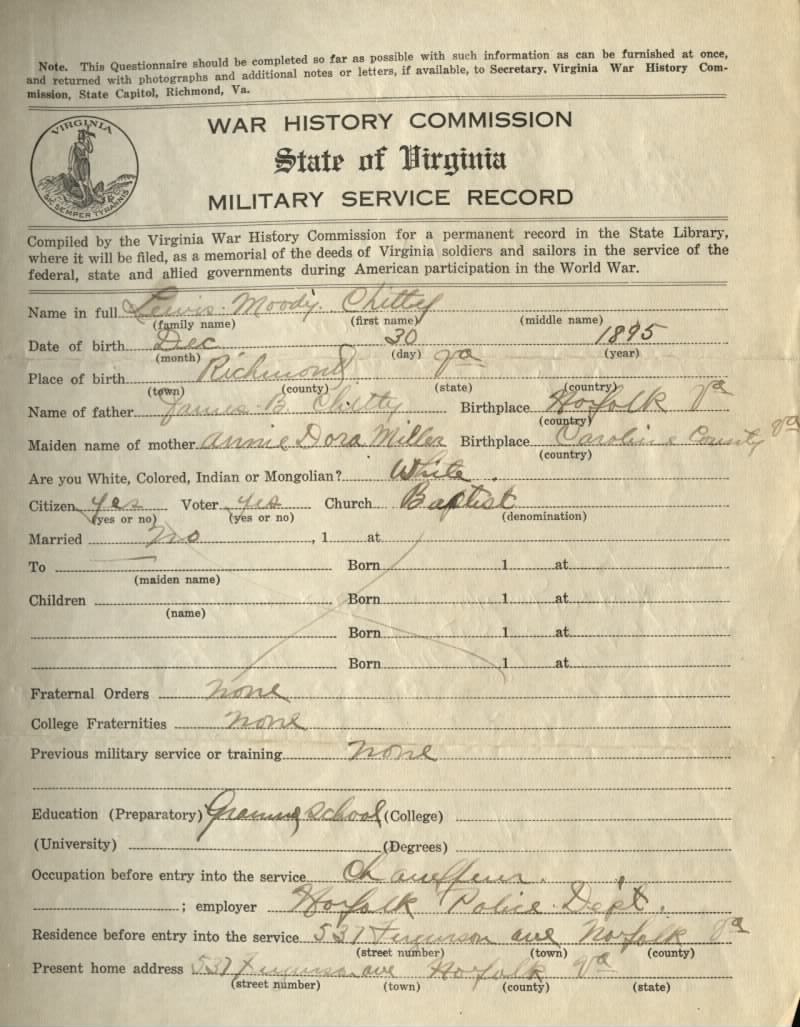 Note. This Questionnaire should be completed so far as possible with such information as can be furnished at once,
and returned with photographs and additional notes or letters, if available, to Secretary, Virginia War History Com-
mission, State Capitol, Richmond, Va.
VIRGINIA
SIC SEMPER TYRANNIS
WAR HISTORY COMMISSION
State of Virginia
MILITARY SERVICE RECORD
Compiled by the Virginia War History Commission for a permanent record in the State Library,
where it will be filed, as a memorial of the deeds of Virginia soldiers and sailors in the service of the
federal, state and allied governments during American participation in the World War.
Name in full Lewis Moody Chitty
(family name) (first name) (middle name)
Date of birth Dec 30 1895
(month) (day) (year)
Place of birth Richmond Va
(town) (county) (state) (country)
Name of father James B Chitty Birthplace Norfolk Va
(country)
Maiden name of mother Annie Dora Miller Birthplace Caroline County Va
(country)
Are you White, Colored, Indian or Mongolian? White
Citizen yes Voter yes Church Baptist
(yes or no) (yes or no) (denomination)
Married no , 1 at
To Born 1 at
(maiden name)
Children Born 1 at
(name)
Born 1 at
Born 1 at
Fraternal Orders none
College Fraternities none
Previous military service or training none
Education (Preparatory) School (College)
(University) (Degrees)
Occupation before entry into the service Chauffeur
; employer Norfolk Police Dept.
Residence before entry into the service ave Norfolk Va
(street number) (town) (county)
Present home address ave Norfolk Va
(street number) (town) (county) (state)